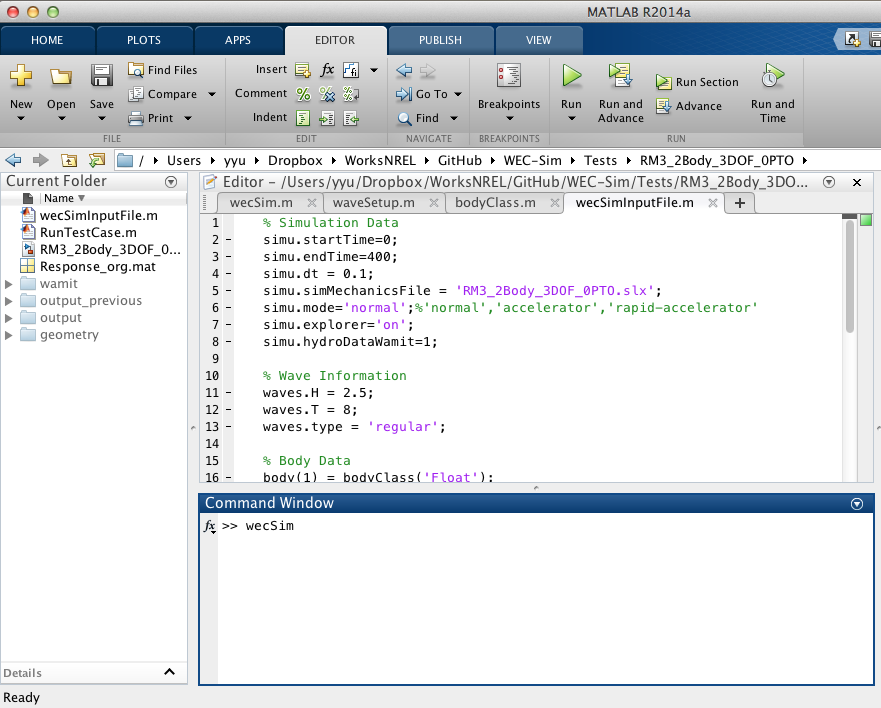 MATLAB R2014a
HOME PLOTS APPS EDITOR PUBLISH VIEW
New Open Save Find Files Compare Print
Insert fx Comment Indent
Go To Find
Breakpoints
Run Run and Advance Run Section Advance Run and Time
FILE EDIT NAVIGATE BREAKPOINTS RUN
/ Users yyu Dropbox WorksNREL GitHub WEC-Sim Tests RM3_2Body_3DOF_0PTO
Current Folder
Name
wecSimInputFile.m
RunTestCase.m
RM3_2Body_3DOF_0...
Response_org.mat
wamit
output_previous
output
geometry
Details
Editor - /Users/yyu/Dropbox/WorksNREL/GitHub/WEC-Sim/Tests/RM3_2Body_3DO...
wecSim.m waveSetup.m bodyClass.m wecSimInputFile.m
1 % Simulation Data
2 - simu.startTime=0;
3 - simu.endTime=400;
4 - simu.dt = 0.1;
5 - simu.simMechanicsFile = 'RM3_2Body_3DOF_0PTO.slx';
6 - simu.mode='normal';%'normal','accelerator','rapid-accelerator'
7 - simu.explorer='on';
8 - simu.hydroDataWamit=1;
9
10 % Wave Information
11 - waves.H = 2.5;
12 - waves.T = 8;
13 - waves.type = 'regular';
14
15 % Body Data
16 - body(1) = bodyClass('Float');
Command Window
fx >> wecSim
Ready